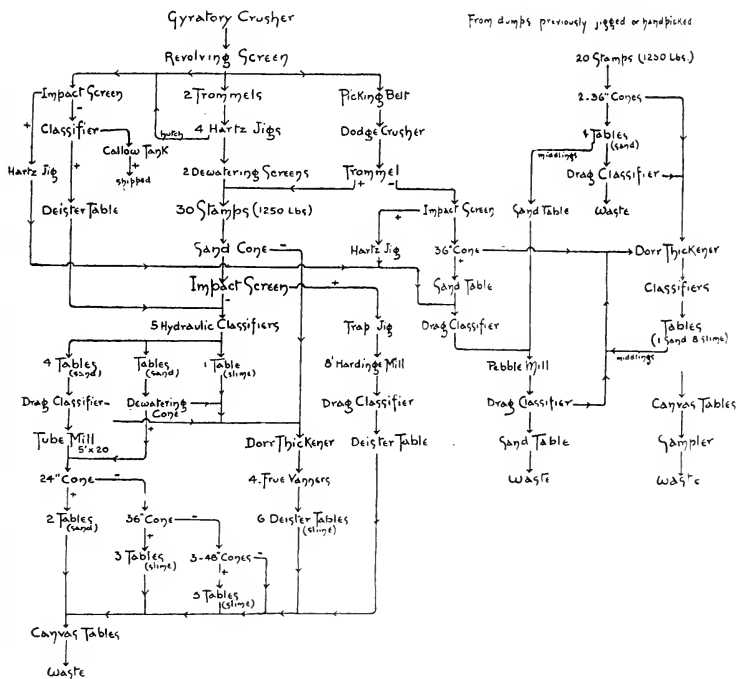 Gyratory Crusher
From dumps previously jigged or handpicked
Revolving Screen
20 Stamps (1250 Lbs.)
Impact Screen
2 Trommels
Picking Belt
2-36" Cones
+
-
Classifier
hutch
4 Hartz Jigs
Dodge Crusher
4 Tables
(sand)
middlings
Callow Tank
+
shipped
+
Hartz Jig
2 Dewatering Screens
Trommel
Drag Classifier
+
-
Deister Table
30 Stamps (1250 Lbs)
+
Impact Screen
Sand Table
Waste
Sand Cone -
Hartz Jig
36" Cone -
+
Dorr Thickener
Impact Screen +
-
Sand Table
Classifiers
5 Hydraulic Classifiers
Trap Jig
Drag Classifier
Tables
(1 Sand 8 slime)
middlings
4 Tables
(sand)
Tables
(sand)
1 Table
(slime)
8' Hardinge Mill
Pebble Mill
Drag Classifier
Dewatering
Cone
+
Drag Classifier
Drag Classifier
Canvas Tables
Tube Mill
5'x20
Dorr Thickener
Deister Table
Sand Table
Sampler
24" Cone -
+
4. Frue Vanners
Waste
Waste
2 Tables
(sand)
36" Cone -
+
6 Deister Tables
(slime)
3 Tables
(slime)
3-48" Cones -
+
3 Tables
(slime)
Canvas Tables
Waste